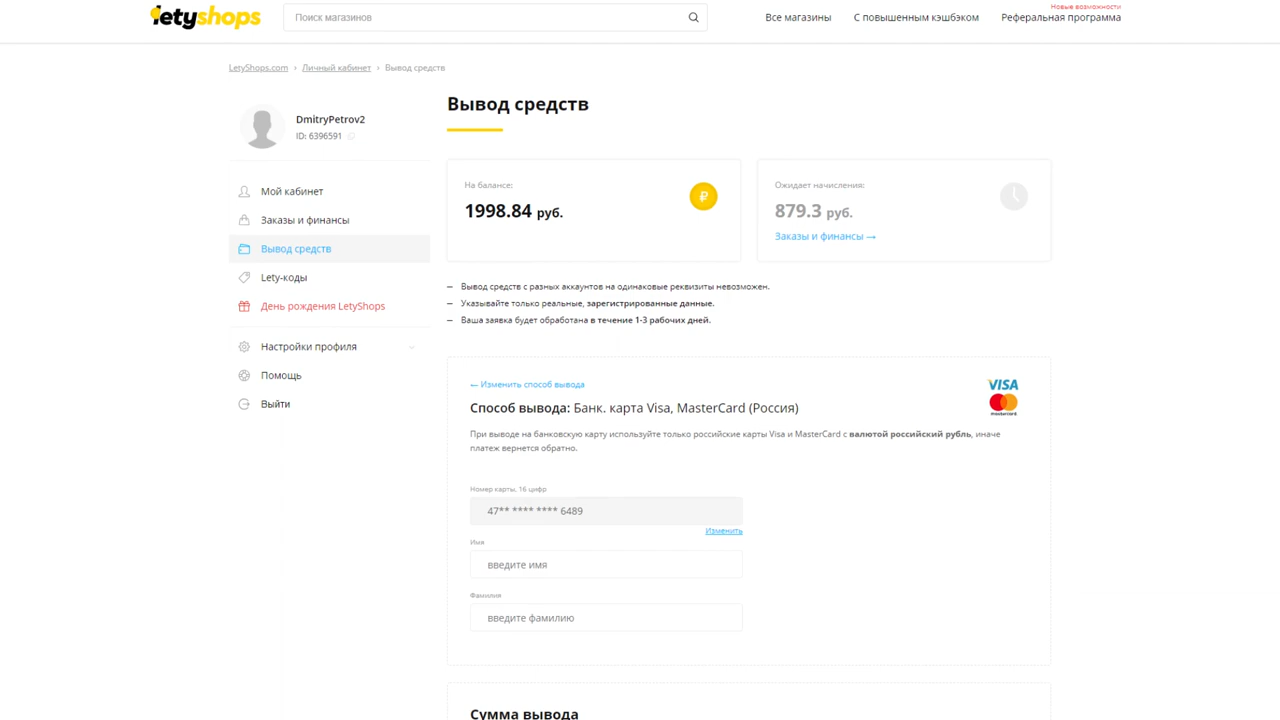 letyshops
Поиск магазинов
Все магазины
С повышенным кэшбэком
Новые возможности
Реферальная программа
LetyShops.com › Личный кабинет › Вывод средств
DmitryPetrov2
ID: 6396591
Мой кабинет
Заказы и финансы
Вывод средств
Lety-коды
День рождения LetyShops
Настройки профиля
Помощь
Выйти
Вывод средств
На балансе:
1998.84 руб.
₽
Ожидает начисления:
879.3 руб.
Заказы и финансы →
— Вывод средств с разных аккаунтов на одинаковые реквизиты невозможен.
— Указывайте только реальные, зарегистрированные данные.
— Ваша заявка будет обработана в течение 1-3 рабочих дней.
← Изменить способ вывода
VISA
mastercard
Способ вывода: Банк. карта Visa, MasterCard (Россия)
При выводе на банковскую карту используйте только российские карты Visa и MasterCard с валютой российский рубль, иначе
платеж вернется обратно.
Номер карты, 16 цифр
47** **** **** 6489
Изменить
Имя
введите имя
Фамилия
введите фамилию
Сумма вывода